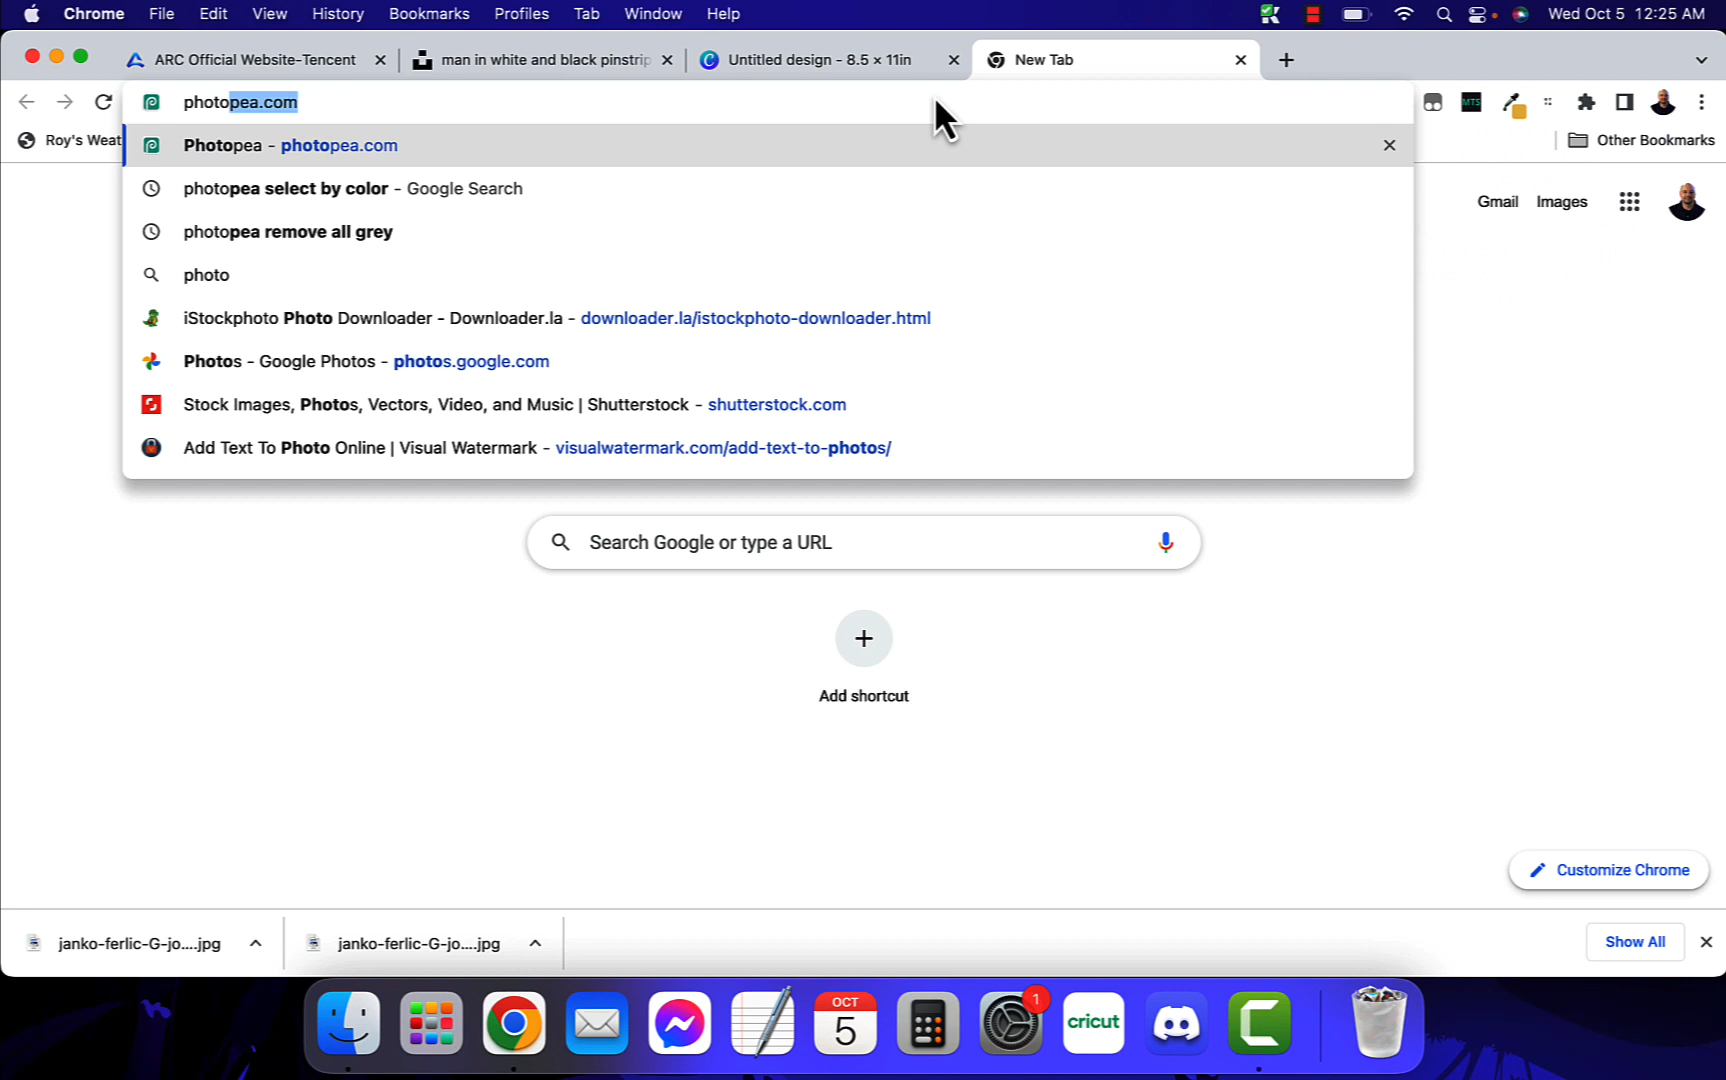 Chrome File Edit View History Bookmarks Profiles Tab Window Help Wed Oct 5 12:25 AM
ARC Official Website-Tencent man in white and black pinstrip Untitled design - 8.5 × 11in New Tab
photopea.com MTS
Roy's Weat Other Bookmarks
Photopea - photopea.com
photopea select by color - Google Search
photopea remove all grey
photo
iStockphoto Photo Downloader - Downloader.la - downloader.la/istockphoto-downloader.html
Photos - Google Photos - photos.google.com
Stock Images, Photos, Vectors, Video, and Music | Shutterstock - shutterstock.com
Add Text To Photo Online | Visual Watermark - visualwatermark.com/add-text-to-photos/
Gmail Images
Search Google or type a URL
Add shortcut
Customize Chrome
janko-ferlic-G-jo....jpg janko-ferlic-G-jo....jpg Show All
OCT
5
1
cricut